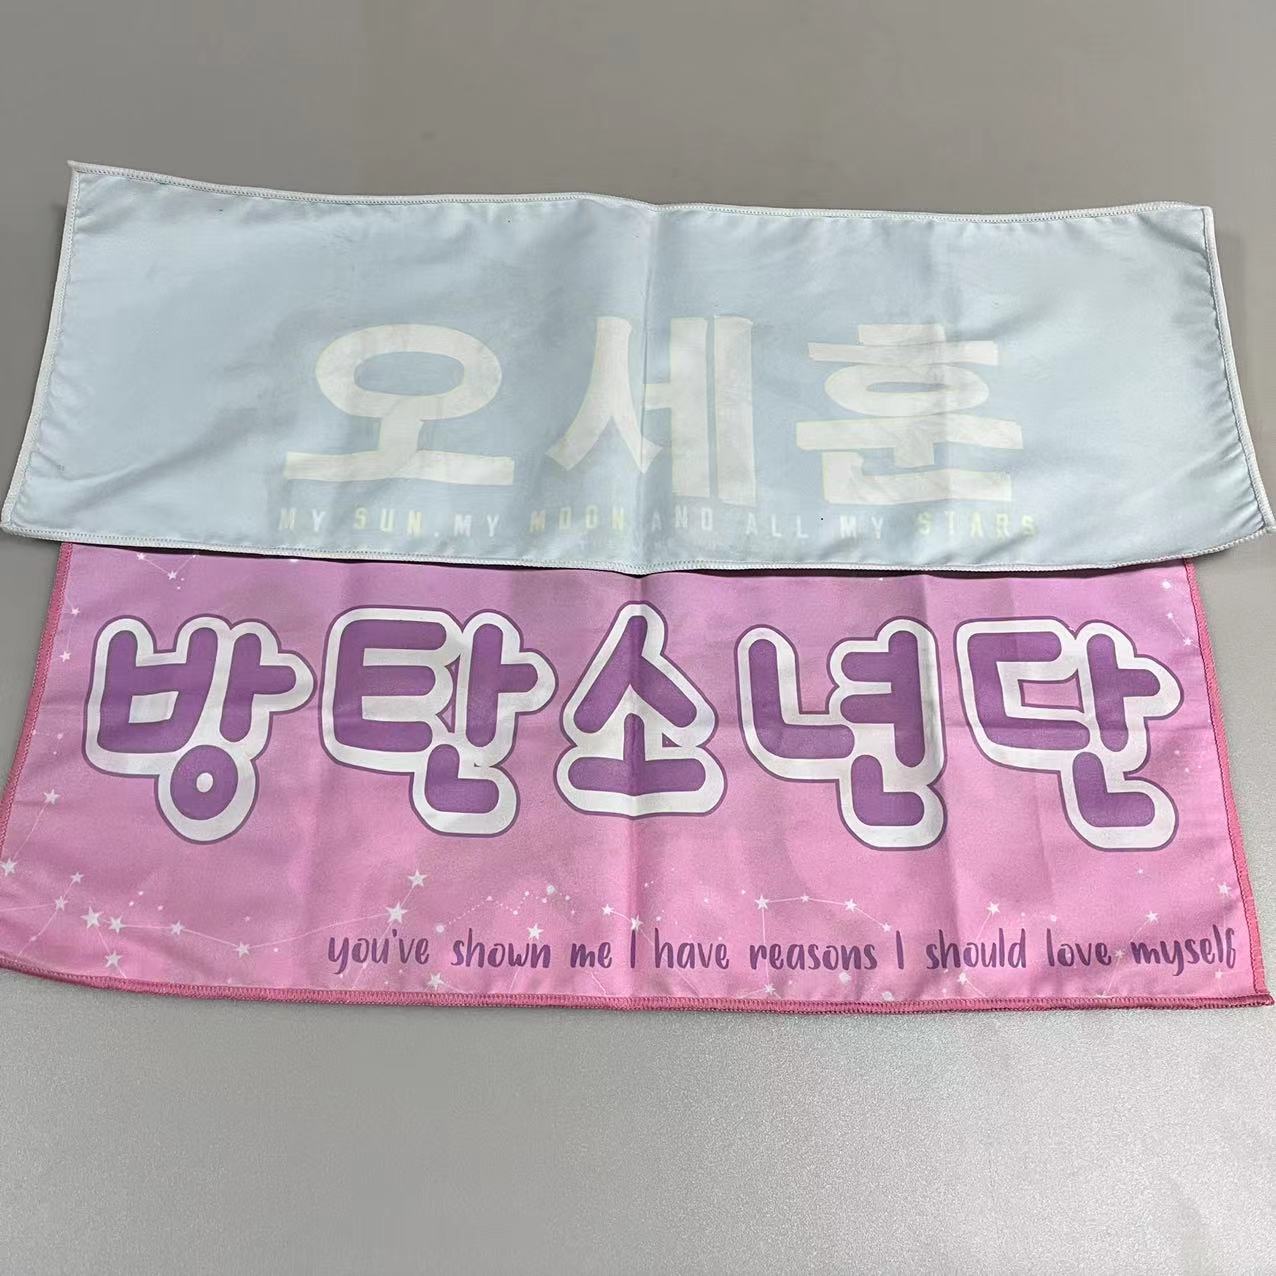 오세훈
MY SUN, MY MOON AND ALL MY STARS
방탄소년단
you've shown me I have reasons I should love myself